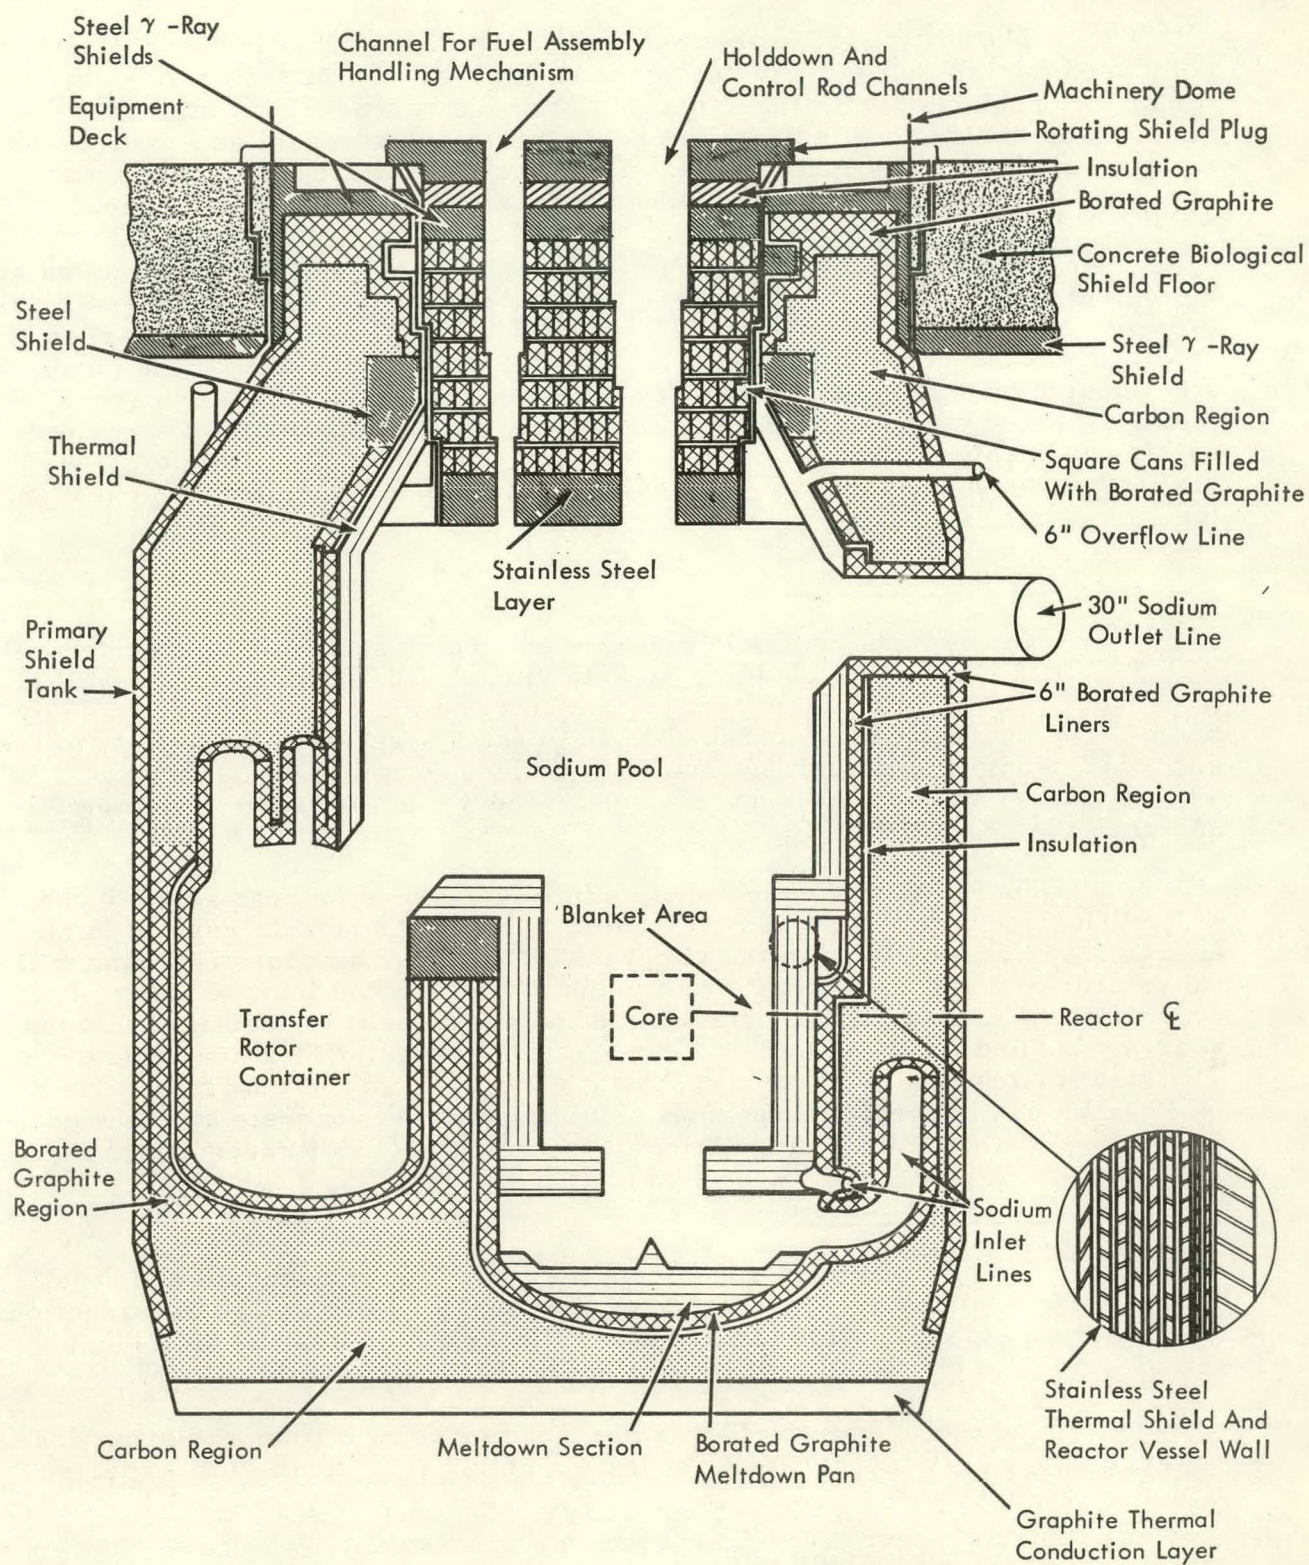 Steel γ -Ray
Shields
Channel For Fuel Assembly
Handling Mechanism
Holddown And
Control Rod Channels
Equipment
Deck
Machinery Dome
Rotating Shield Plug
Insulation
Borated Graphite
Concrete Biological
Shield Floor
Steel
Shield
Steel γ -Ray
Shield
Carbon Region
Thermal
Shield
Square Cans Filled
With Borated Graphite
6" Overflow Line
Stainless Steel
Layer
30" Sodium
Outlet Line
Primary
Shield
Tank
6" Borated Graphite
Liners
Sodium Pool
Carbon Region
Insulation
Blanket Area
Core
Reactor ℄
Transfer
Rotor
Container
Borated
Graphite
Region
Sodium
Inlet
Lines
Stainless Steel
Thermal Shield And
Reactor Vessel Wall
Carbon Region
Meltdown Section
Borated Graphite
Meltdown Pan
Graphite Thermal
Conduction Layer